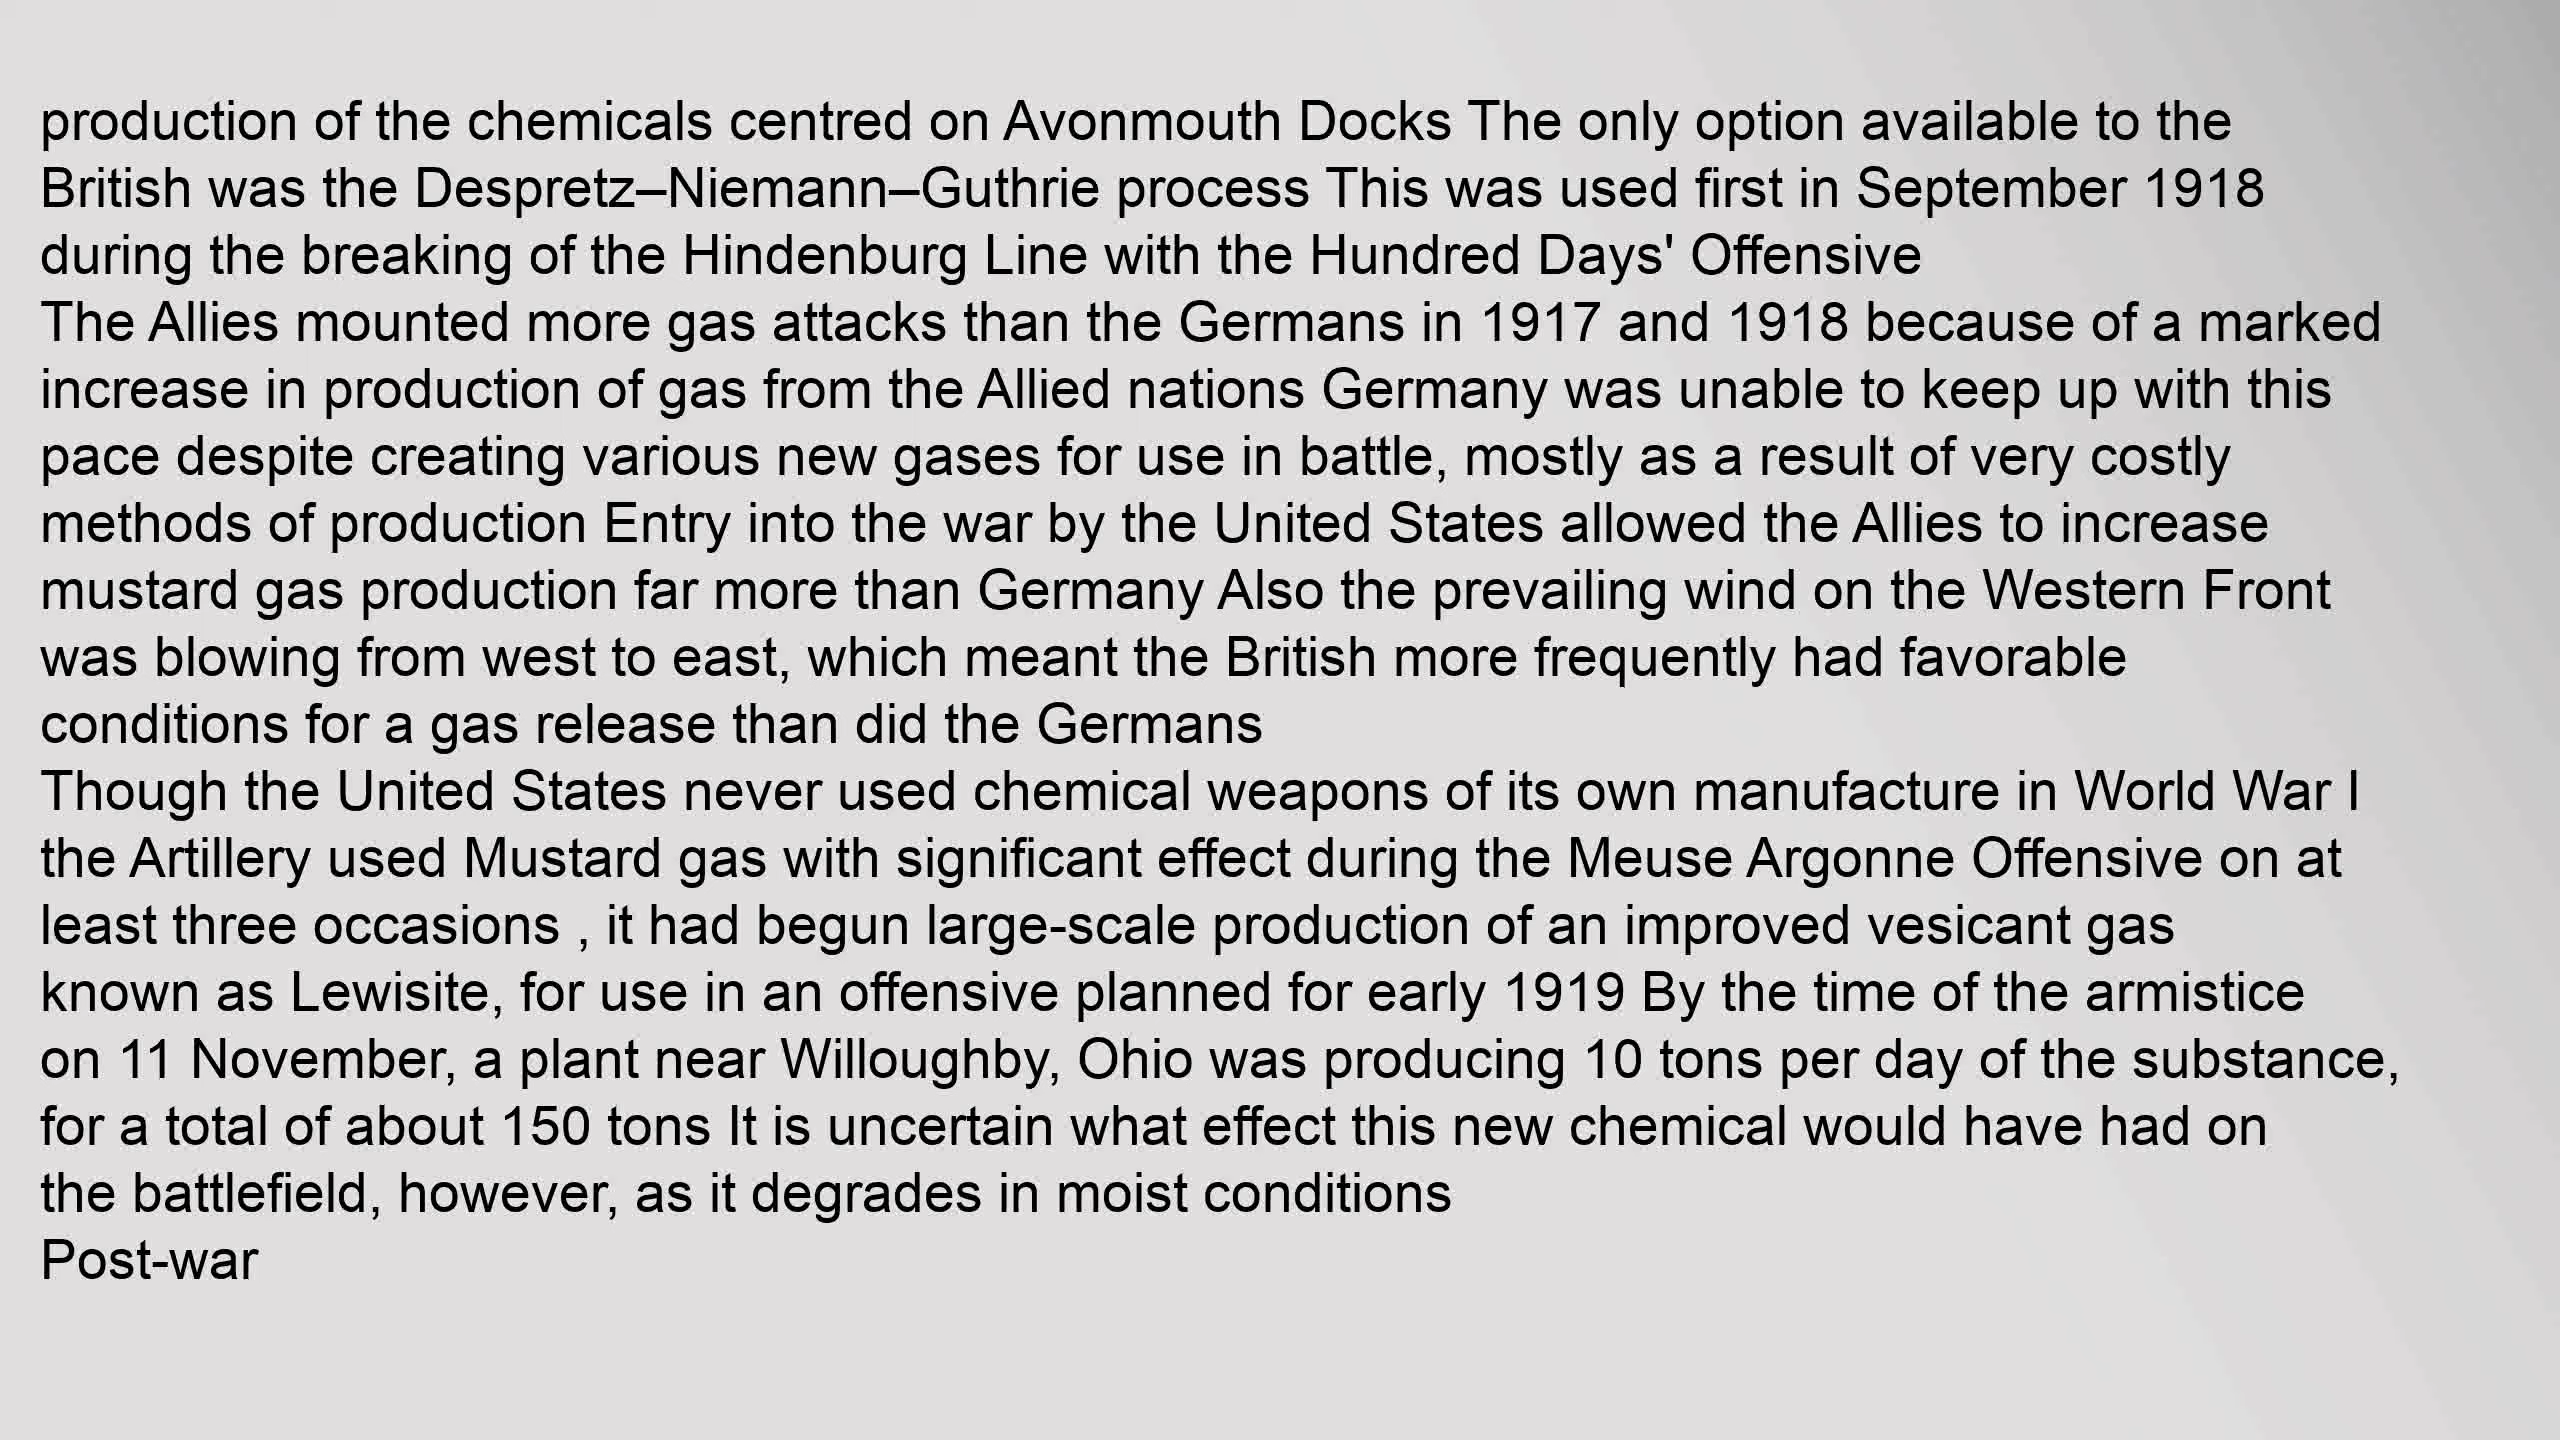 production of the chemicals centred on Avonmouth Docks The only option available to the
British was the Despretz–Niemann–Guthrie process This was used first in September 1918
during the breaking of the Hindenburg Line with the Hundred Days' Offensive
The Allies mounted more gas attacks than the Germans in 1917 and 1918 because of a marked
increase in production of gas from the Allied nations Germany was unable to keep up with this
pace despite creating various new gases for use in battle, mostly as a result of very costly
methods of production Entry into the war by the United States allowed the Allies to increase
mustard gas production far more than Germany Also the prevailing wind on the Western Front
was blowing from west to east, which meant the British more frequently had favorable
conditions for a gas release than did the Germans
Though the United States never used chemical weapons of its own manufacture in World War I
the Artillery used Mustard gas with significant effect during the Meuse Argonne Offensive on at
least three occasions , it had begun large-scale production of an improved vesicant gas
known as Lewisite, for use in an offensive planned for early 1919 By the time of the armistice
on 11 November, a plant near Willoughby, Ohio was producing 10 tons per day of the substance,
for a total of about 150 tons It is uncertain what effect this new chemical would have had on
the battlefield, however, as it degrades in moist conditions
Post-war